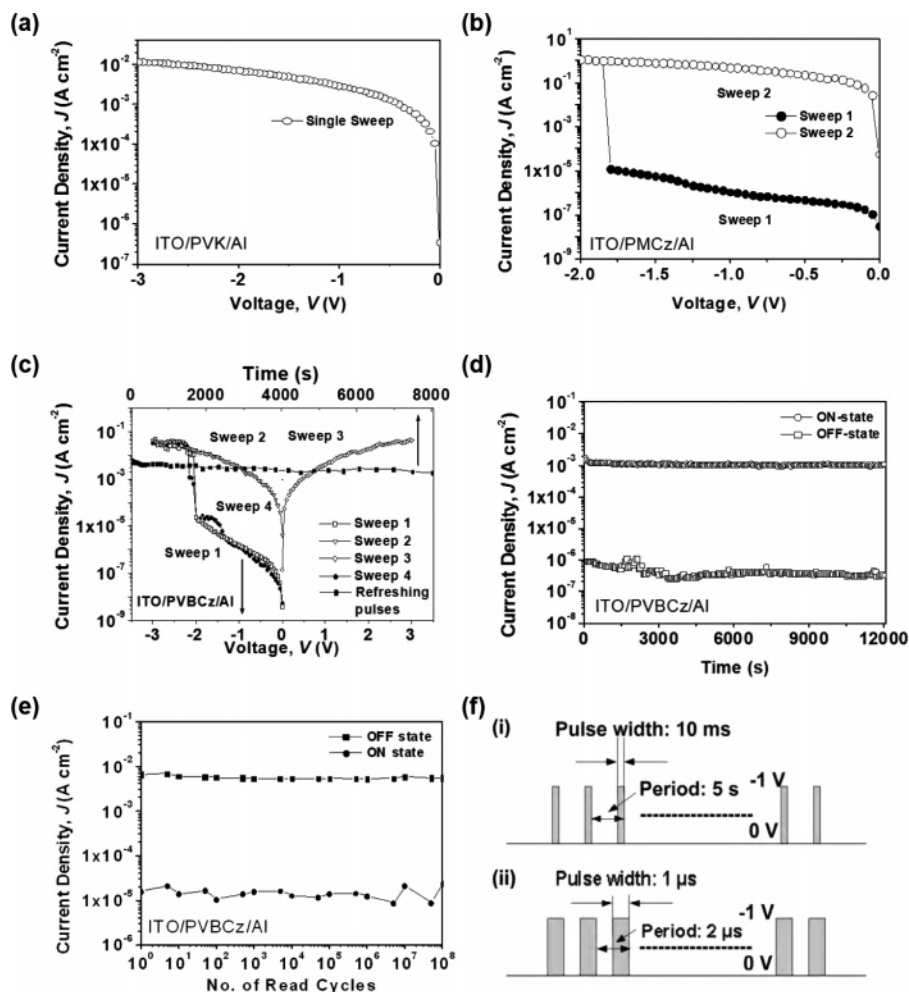 (a)
Current Density, J (A cm⁻²)
10⁻²
10⁻³
1x10⁻⁴
1x10⁻⁵
10⁻⁶
10⁻⁷
Single Sweep
ITO/PVK/Al
-3
-2
-1
0
Voltage, V (V)
(b)
Current Density, J (A cm⁻²)
10¹
10⁻¹
10⁻³
1x10⁻⁵
10⁻⁷
10⁻⁹
Sweep 2
Sweep 1
Sweep 2
Sweep 1
ITO/PMCz/Al
-2.0
-1.5
-1.0
-0.5
0.0
Voltage, V (V)
(c)
Time (s)
0
2000
4000
6000
8000
Current Density, J (A cm⁻²)
10⁻¹
10⁻³
1x10⁻⁵
10⁻⁷
10⁻⁹
Sweep 2
Sweep 3
Sweep 4
Sweep 1
Sweep 1
Sweep 2
Sweep 3
Sweep 4
Refreshing
pulses
ITO/PVBCz/Al
-3
-2
-1
0
1
2
3
Voltage, V (V)
(d)
Current Density, J (A cm⁻²)
10⁻¹
10⁻²
10⁻³
1x10⁻⁴
1x10⁻⁵
10⁻⁶
10⁻⁷
10⁻⁸
ON-state
OFF-state
ITO/PVBCz/Al
0
3000
6000
9000
12000
Time (s)
(e)
Current Density, J (A cm⁻²)
10⁻¹
10⁻²
10⁻³
1x10⁻⁴
1x10⁻⁵
10⁻⁶
OFF state
ON state
ITO/PVBCz/Al
10⁰
10¹
10²
10³
10⁴
10⁵
10⁶
10⁷
10⁸
No. of Read Cycles
(f)
(i)
Pulse width: 10 ms
Period: 5 s
-1 V
0 V
(ii)
Pulse width: 1 µs
Period: 2 µs
-1 V
0 V